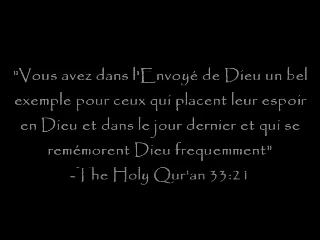 "Vous avez dans l'Envoyé de Dieu un bel
exemple pour ceux qui placent leur espoir
en Dieu et dans le jour dernier et qui se
remémorent Dieu frequemment"
-The Holy Qur'an 33:21